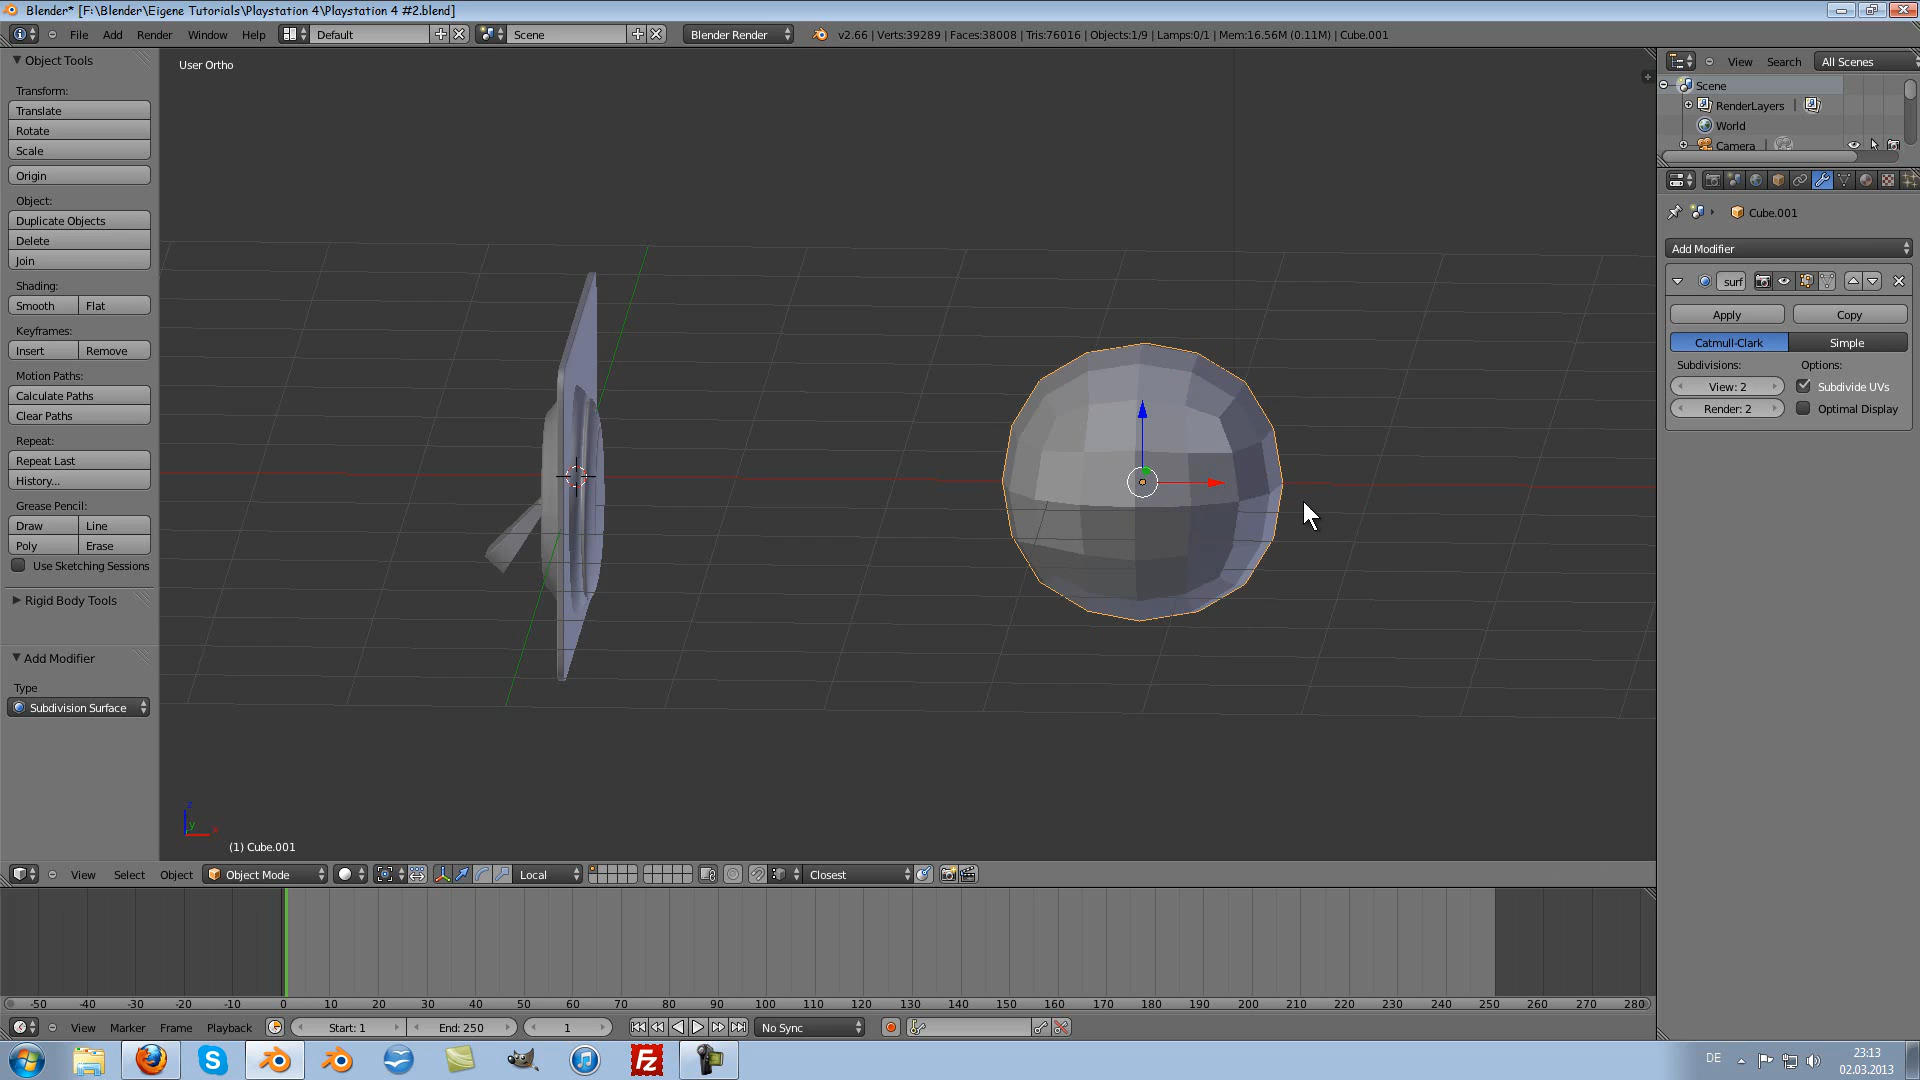 Blender* [F:\Blender\Eigene Tutorials\Playstation 4\Playstation 4 #2.blend]
File Add Render Window Help Default Scene Blender Render v2.66 | Verts:39289 | Faces:38008 | Tris:76016 | Objects:1/9 | Lamps:0/1 | Mem:16.56M (0.11M) | Cube.001
Object Tools
Transform:
Translate
Rotate
Scale
Origin
Object:
Duplicate Objects
Delete
Join
Shading:
Smooth Flat
Keyframes:
Insert Remove
Motion Paths:
Calculate Paths
Clear Paths
Repeat:
Repeat Last
History...
Grease Pencil:
Draw Line
Poly Erase
Use Sketching Sessions
Rigid Body Tools
Add Modifier
Type
Subdivision Surface
User Ortho
z
y
x
(1) Cube.001
View Search All Scenes
Scene
RenderLayers |
World
Camera |
Cube.001
Add Modifier
surf
Apply Copy
Catmull-Clark Simple
Subdivisions: Options:
View: 2 Subdivide UVs
Render: 2 Optimal Display
View Select Object Object Mode Local Closest
-50 -40 -30 -20 -10 0 10 20 30 40 50 60 70 80 90 100 110 120 130 140 150 160 170 180 190 200 210 220 230 240 250 260 270 280
View Marker Frame Playback Start: 1 End: 250 1 No Sync
S Fz DE 23:13
02.03.2013